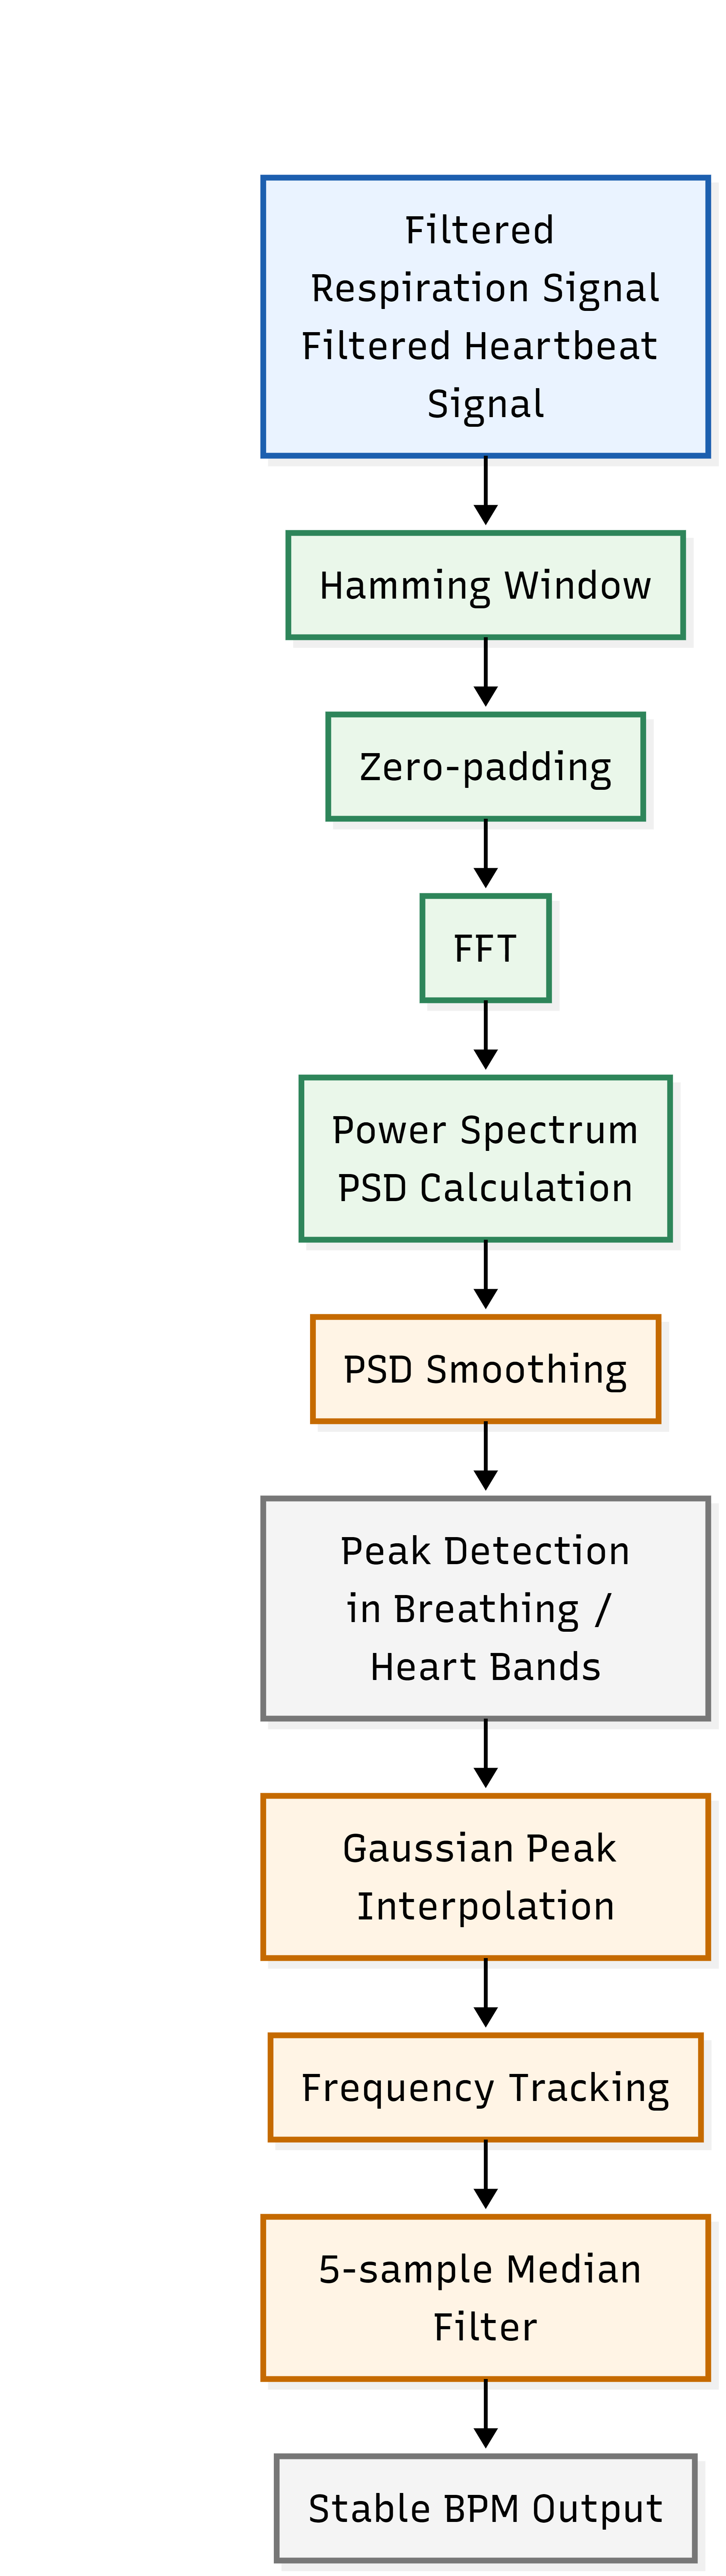 Filtered
Respiration Signal
Filtered Heartbeat
Signal
Hamming Window
Zero-padding
FFT
Power Spectrum
PSD Calculation
PSD Smoothing
Peak Detection
in Breathing /
Heart Bands
Gaussian Peak
Interpolation
Frequency Tracking
5-sample Median
Filter
Stable BPM Output